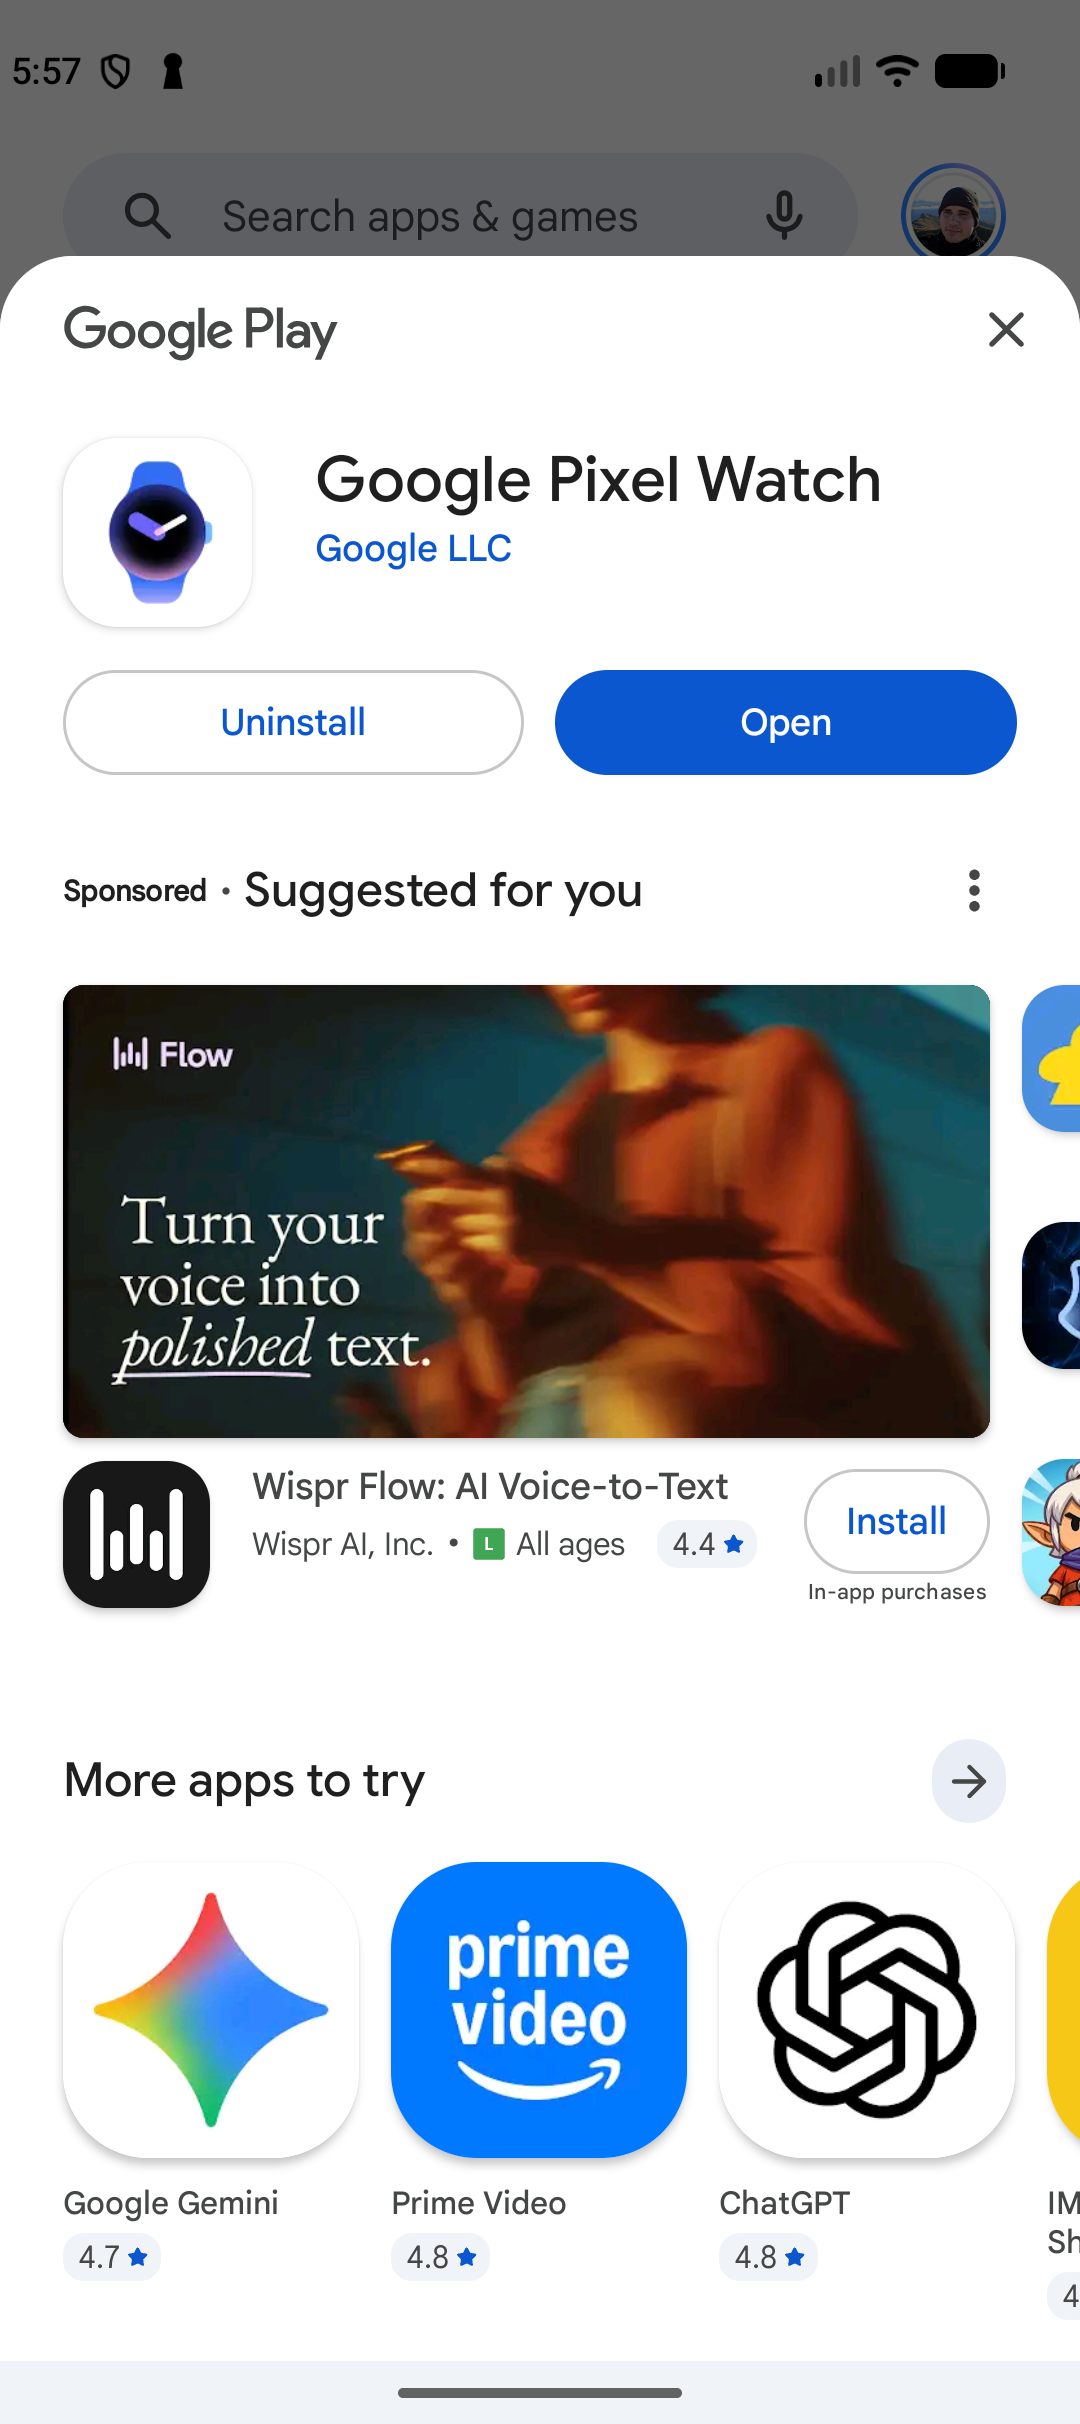 5:57
Search apps & games
Google Play
Google Pixel Watch
Google LLC
Uninstall
Open
Sponsored • Suggested for you
Flow
Turn your
voice into
polished text.
Wispr Flow: AI Voice-to-Text
Wispr AI, Inc. • L All ages 4.4
Install
In-app purchases
More apps to try
prime
video
Google Gemini
4.7
Prime Video
4.8
ChatGPT
4.8
IM
Sh
4